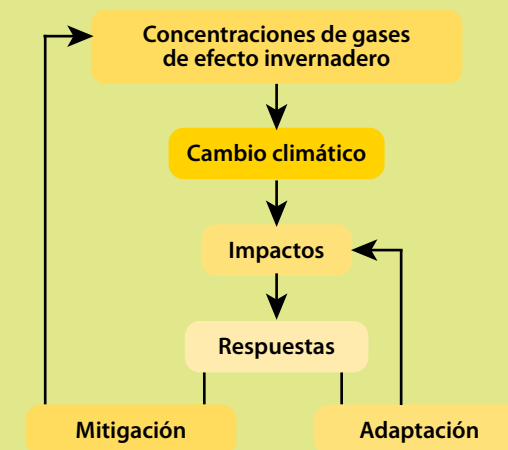 Concentraciones de gases
de efecto invernadero
Cambio climático
Impactos
Respuestas
Mitigación
Adaptación